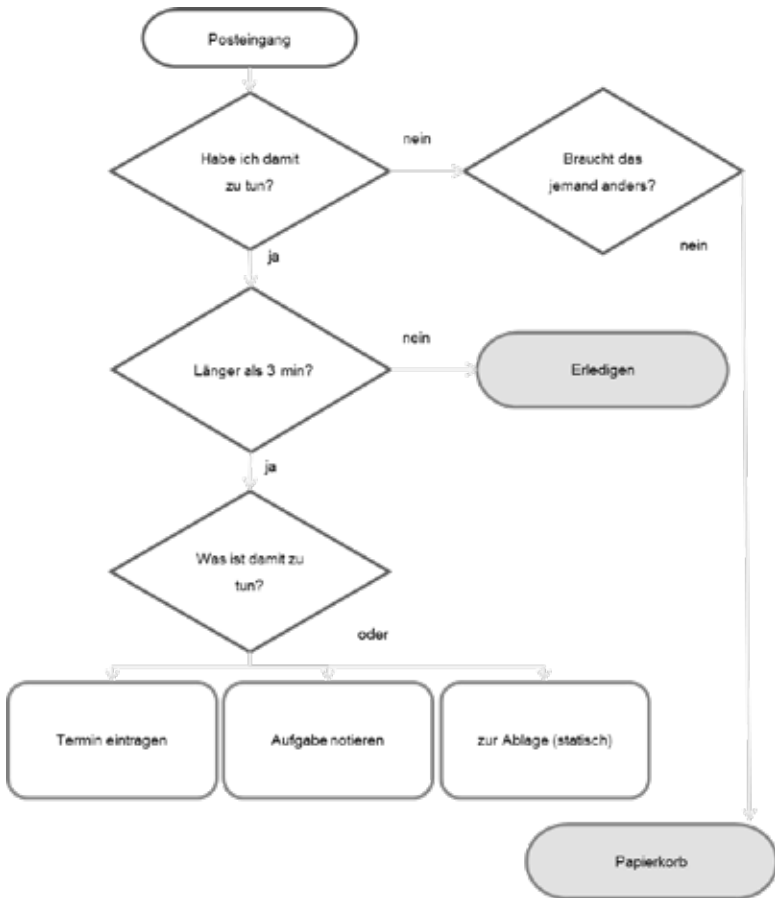 Posteingang
Habe ich damit
zu tun?
nein
Braucht das
jemand anders?
nein
ja
Länger als 3 min?
nein
Erledigen
ja
Was ist damit zu
tun?
oder
Termin eintragen
Aufgabe notieren
zur Ablage (statisch)
Papierkorb